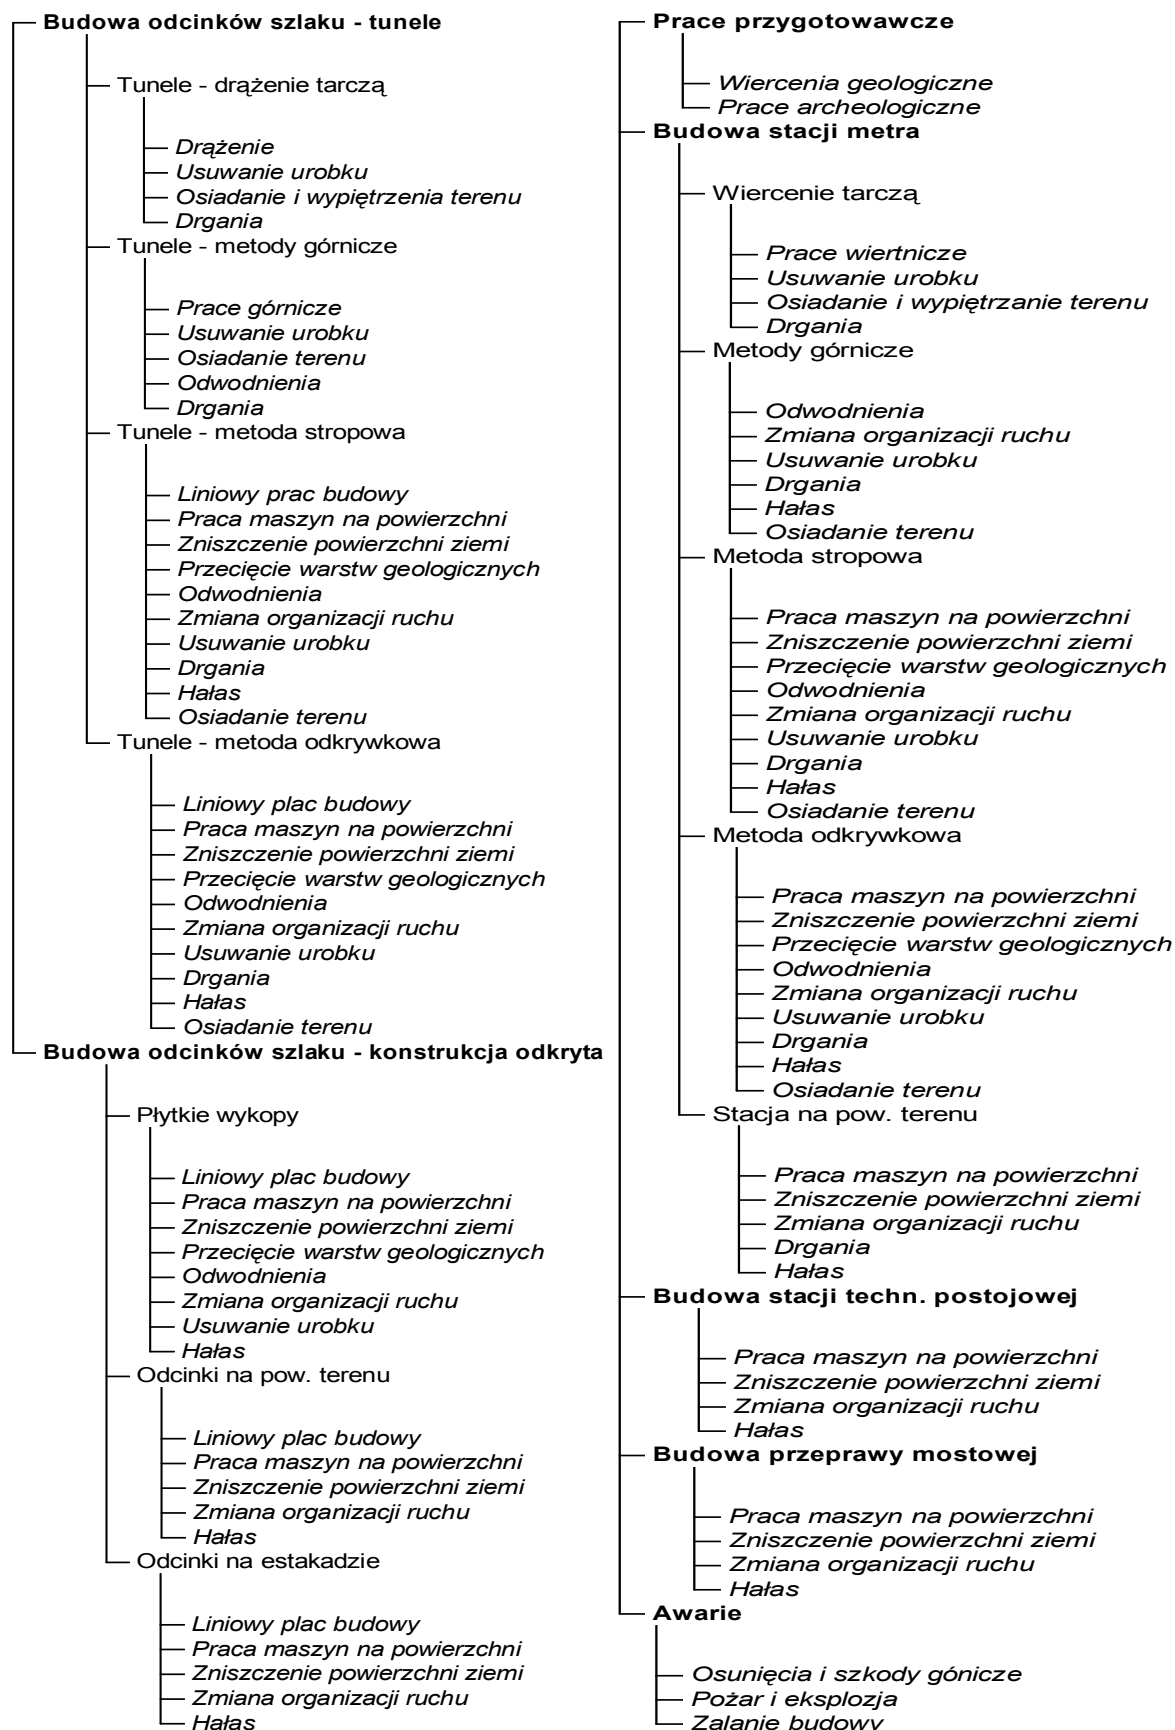 Budowa odcinków szlaku - tunele
Tunele - drążenie tarczą
Drążenie
Usuwanie urobku
Osiadanie i wypiętrzenia terenu
Drgania
Tunele - metody górnicze
Prace górnicze
Usuwanie urobku
Osiadanie terenu
Odwodnienia
Drgania
Tunele - metoda stropowa
Liniowy prac budowy
Praca maszyn na powierzchni
Zniszczenie powierzchni ziemi
Przecięcie warstw geologicznych
Odwodnienia
Zmiana organizacji ruchu
Usuwanie urobku
Drgania
Hałas
Osiadanie terenu
Tunele - metoda odkrywkowa
Liniowy plac budowy
Praca maszyn na powierzchni
Zniszczenie powierzchni ziemi
Przecięcie warstw geologicznych
Odwodnienia
Zmiana organizacji ruchu
Usuwanie urobku
Drgania
Hałas
Osiadanie terenu
Budowa odcinków szlaku - konstrukcja odkryta
Płytkie wykopy
Liniowy plac budowy
Praca maszyn na powierzchni
Zniszczenie powierzchni ziemi
Przecięcie warstw geologicznych
Odwodnienia
Zmiana organizacji ruchu
Usuwanie urobku
Hałas
Odcinki na pow. terenu
Liniowy plac budowy
Praca maszyn na powierzchni
Zniszczenie powierzchni ziemi
Zmiana organizacji ruchu
Hałas
Odcinki na estakadzie
Liniowy plac budowy
Praca maszyn na powierzchni
Zniszczenie powierzchni ziemi
Zmiana organizacji ruchu
Hałas
Prace przygotowawcze
Wiercenia geologiczne
Prace archeologiczne
Budowa stacji metra
Wiercenie tarczą
Prace wiertnicze
Usuwanie urobku
Osiadanie i wypiętrzanie terenu
Drgania
Metody górnicze
Odwodnienia
Zmiana organizacji ruchu
Usuwanie urobku
Drgania
Hałas
Osiadanie terenu
Metoda stropowa
Praca maszyn na powierzchni
Zniszczenie powierzchni ziemi
Przecięcie warstw geologicznych
Odwodnienia
Zmiana organizacji ruchu
Usuwanie urobku
Drgania
Hałas
Osiadanie terenu
Metoda odkrywkowa
Praca maszyn na powierzchni
Zniszczenie powierzchni ziemi
Przecięcie warstw geologicznych
Odwodnienia
Zmiana organizacji ruchu
Usuwanie urobku
Drgania
Hałas
Osiadanie terenu
Stacja na pow. terenu
Praca maszyn na powierzchni
Zniszczenie powierzchni ziemi
Zmiana organizacji ruchu
Drgania
Hałas
Budowa stacji techn. postojowej
Praca maszyn na powierzchni
Zniszczenie powierzchni ziemi
Zmiana organizacji ruchu
Hałas
Budowa przeprawy mostowej
Praca maszyn na powierzchni
Zniszczenie powierzchni ziemi
Zmiana organizacji ruchu
Hałas
Awarie
Osunięcia i szkody gónicze
Pożar i eksplozja
Zalanie budowy